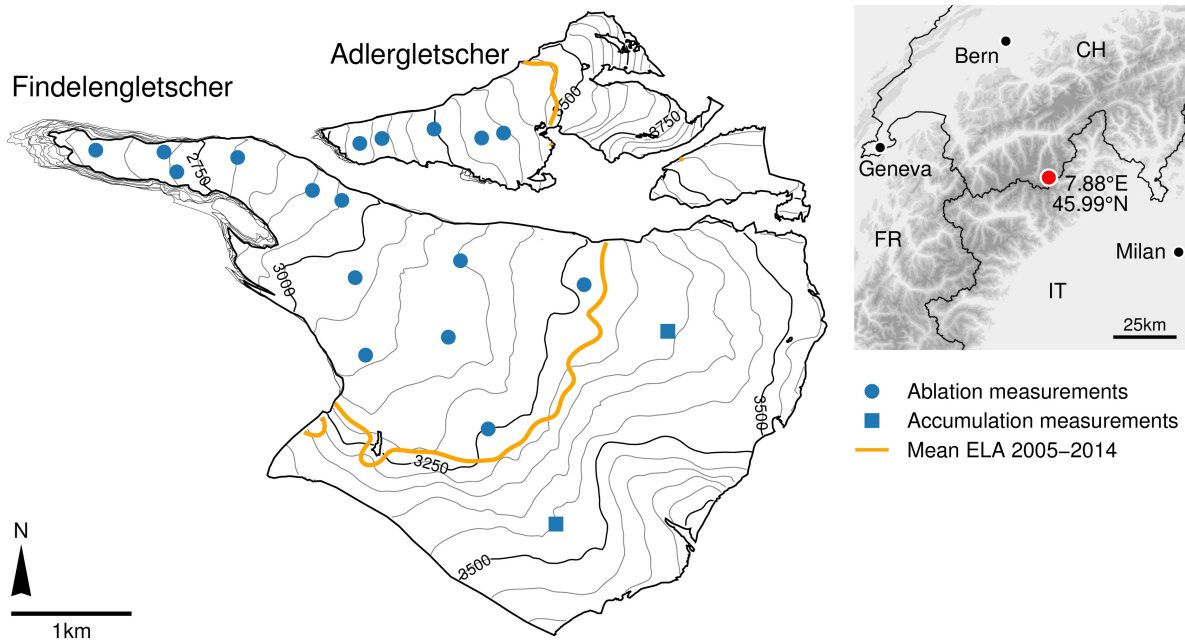 Adlergletscher
Findelengletscher
3500
3750
2750
3000
3250
3500
3500
N
1km
Bern
CH
Geneva
7.88°E
45.99°N
FR
Milan
IT
25km
Ablation measurements
Accumulation measurements
Mean ELA 2005−2014